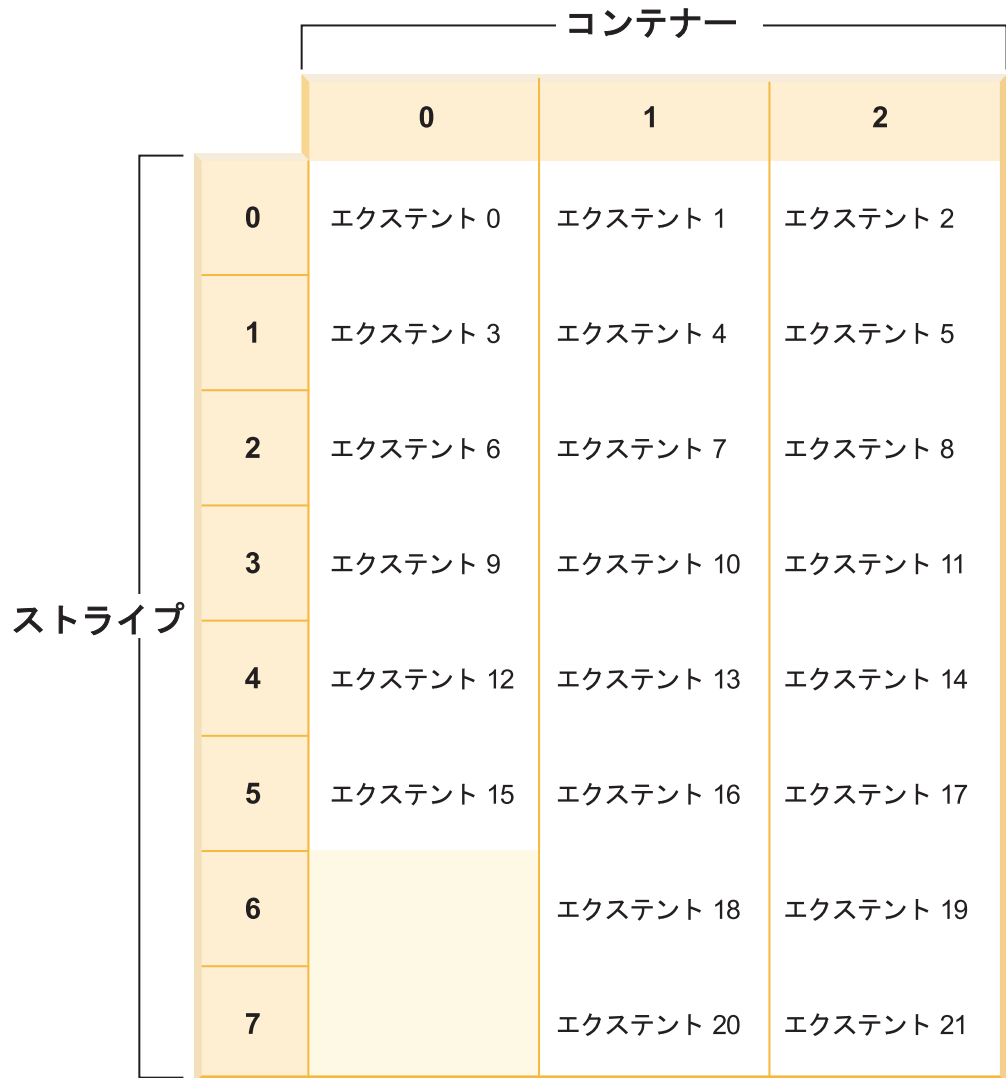 コンテナー
0 1 2
0 エクステント 0 エクステント 1 エクステント 2
1 エクステント 3 エクステント 4 エクステント 5
2 エクステント 6 エクステント 7 エクステント 8
3 エクステント 9 エクステント 10 エクステント 11
ストライプ
4 エクステント 12 エクステント 13 エクステント 14
5 エクステント 15 エクステント 16 エクステント 17
6 エクステント 18 エクステント 19
7 エクステント 20 エクステント 21